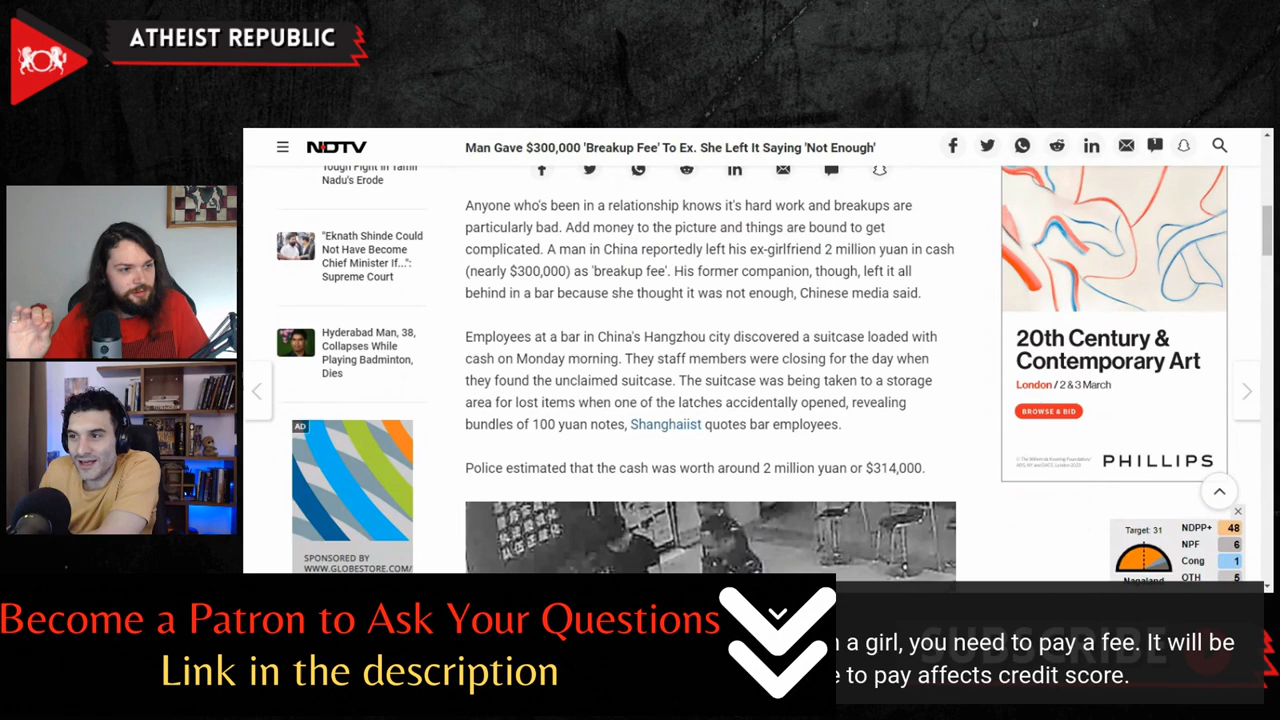 ATHEIST REPUBLIC
NDTV
Man Gave $300,000 'Breakup Fee' To Ex. She Left It Saying 'Not Enough'
Tough Fight In Tamil
Nadu's Erode
"Eknath Shinde Could
Not Have Become
Chief Minister If...":
Supreme Court
Hyderabad Man, 38,
Collapses While
Playing Badminton,
Dies
AD
SPONSORED BY
WWW.GLOBESTORE.COM/
Anyone who's been in a relationship knows it's hard work and breakups are
particularly bad. Add money to the picture and things are bound to get
complicated. A man in China reportedly left his ex-girlfriend 2 million yuan in cash
(nearly $300,000) as 'breakup fee'. His former companion, though, left it all
behind in a bar because she thought it was not enough, Chinese media said.
Employees at a bar in China's Hangzhou city discovered a suitcase loaded with
cash on Monday morning. They staff members were closing for the day when
they found the unclaimed suitcase. The suitcase was being taken to a storage
area for lost items when one of the latches accidentally opened, revealing
bundles of 100 yuan notes, Shanghaiist quotes bar employees.
Police estimated that the cash was worth around 2 million yuan or $314,000.
20th Century &
Contemporary Art
London / 2 & 3 March
BROWSE & BID
PHILLIPS
Target: 31
Nagaland
NDPP+ 48
NPF 6
Cong 1
OTH 5
Become a Patron to Ask Your Questions
Link in the description
a girl, you need to pay a fee. It will be
to pay affects credit score.